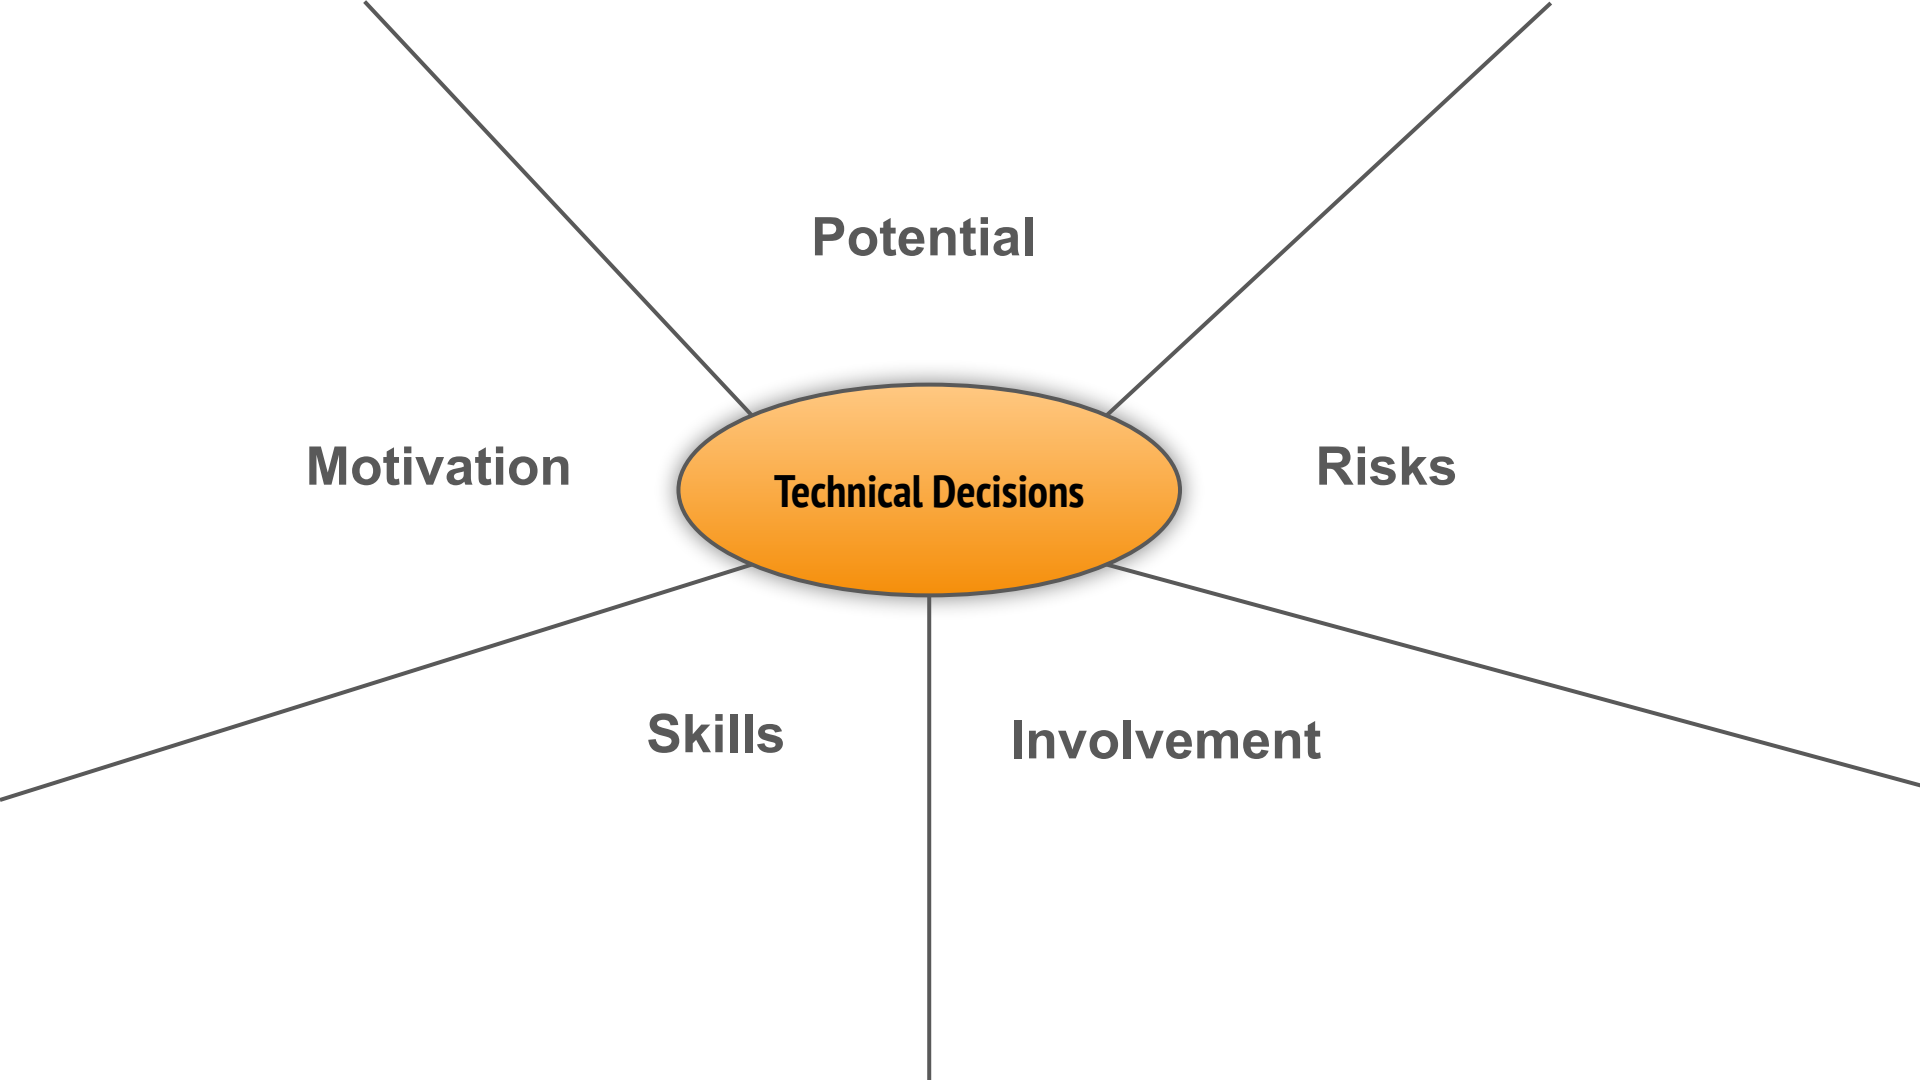 Potential
Motivation
Technical Decisions
Risks
Skills
Involvement